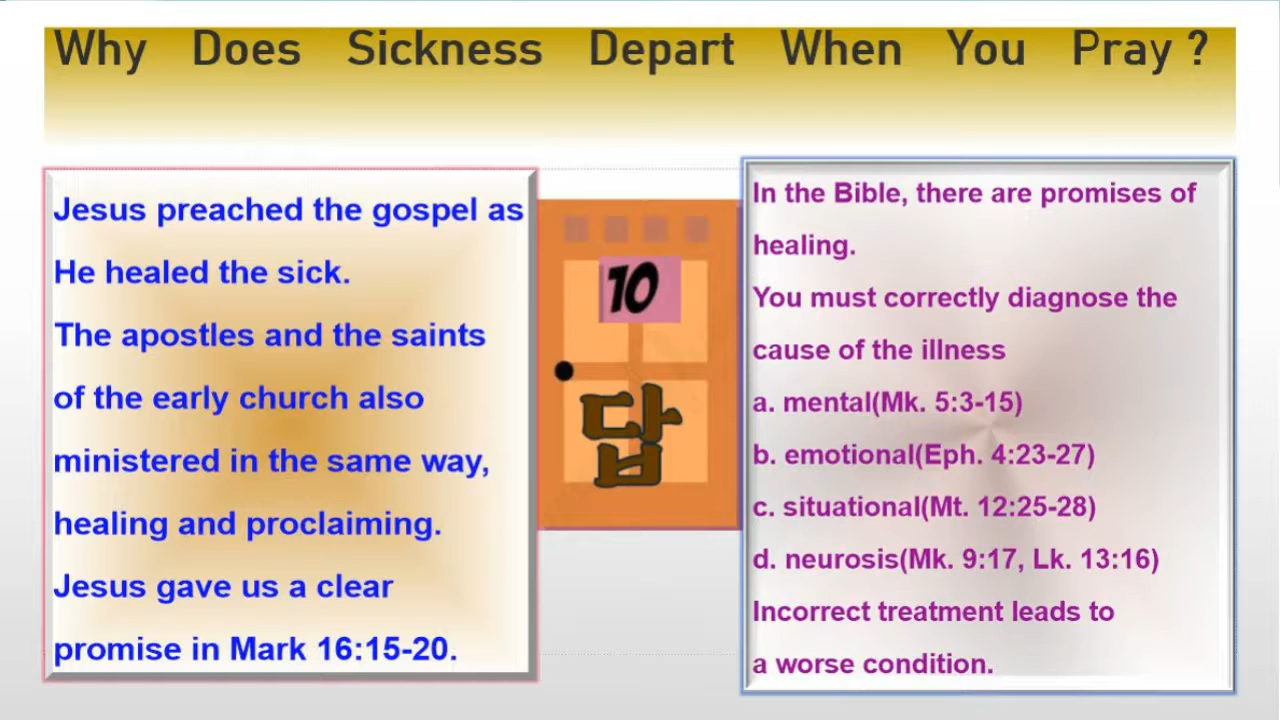 Why Does Sickness Depart When You Pray ?
Jesus preached the gospel as
He healed the sick.
The apostles and the saints
of the early church also
ministered in the same way,
healing and proclaiming.
Jesus gave us a clear
promise in Mark 16:15-20.
10
답
In the Bible, there are promises of
healing.
You must correctly diagnose the
cause of the illness
a. mental(Mk. 5:3-15)
b. emotional(Eph. 4:23-27)
c. situational(Mt. 12:25-28)
d. neurosis(Mk. 9:17, Lk. 13:16)
Incorrect treatment leads to
a worse condition.